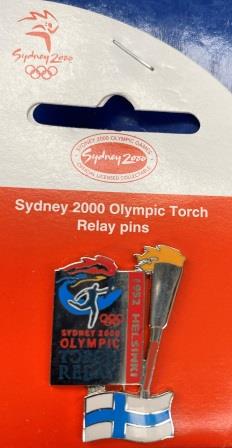 Sydney 2000
SYDNEY 2000 OLYMPIC GAMES
Sydney 2000
OFFICIAL LICENSED COLLECTABLES
Sydney 2000 Olympic Torch
Relay pins
1952 HELSINKI
SYDNEY 2000
OLYMPIC
TORCH
RELAY